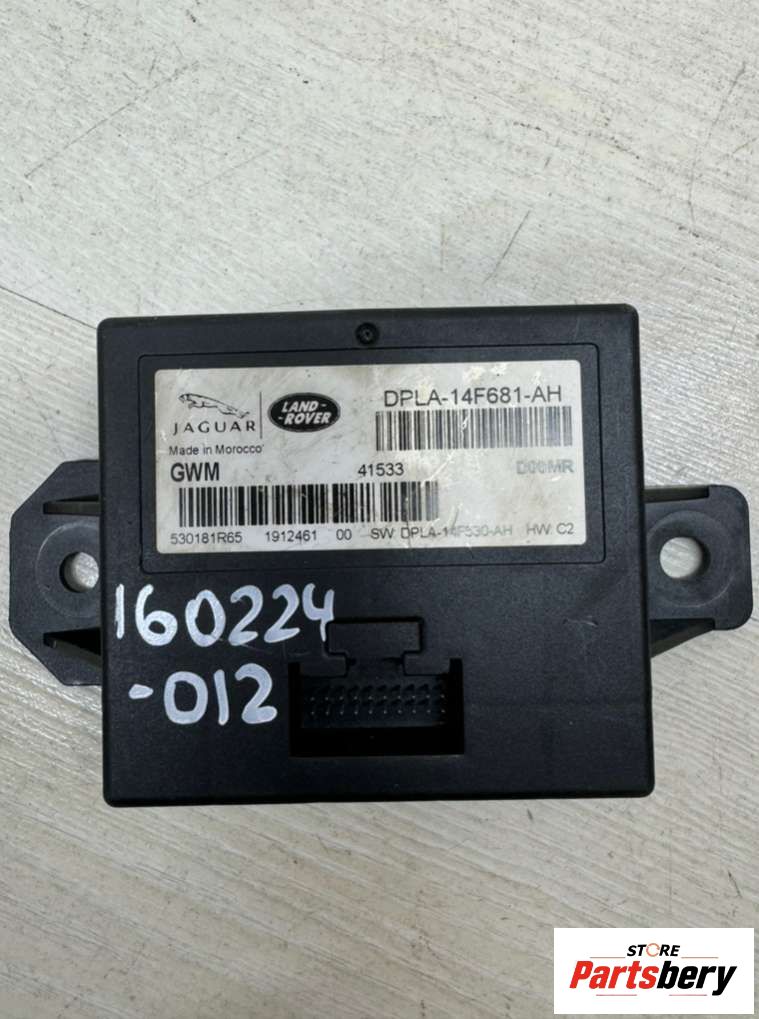 DPLA-14F681-AH
JAGUAR
LAND-
-ROVER
Made in Morocco
GWM 41533 D06MR
530181R65 1912461 00 SW: DPLA-14F530-AH HW: C2
160224
-012
STORE
Partsbery